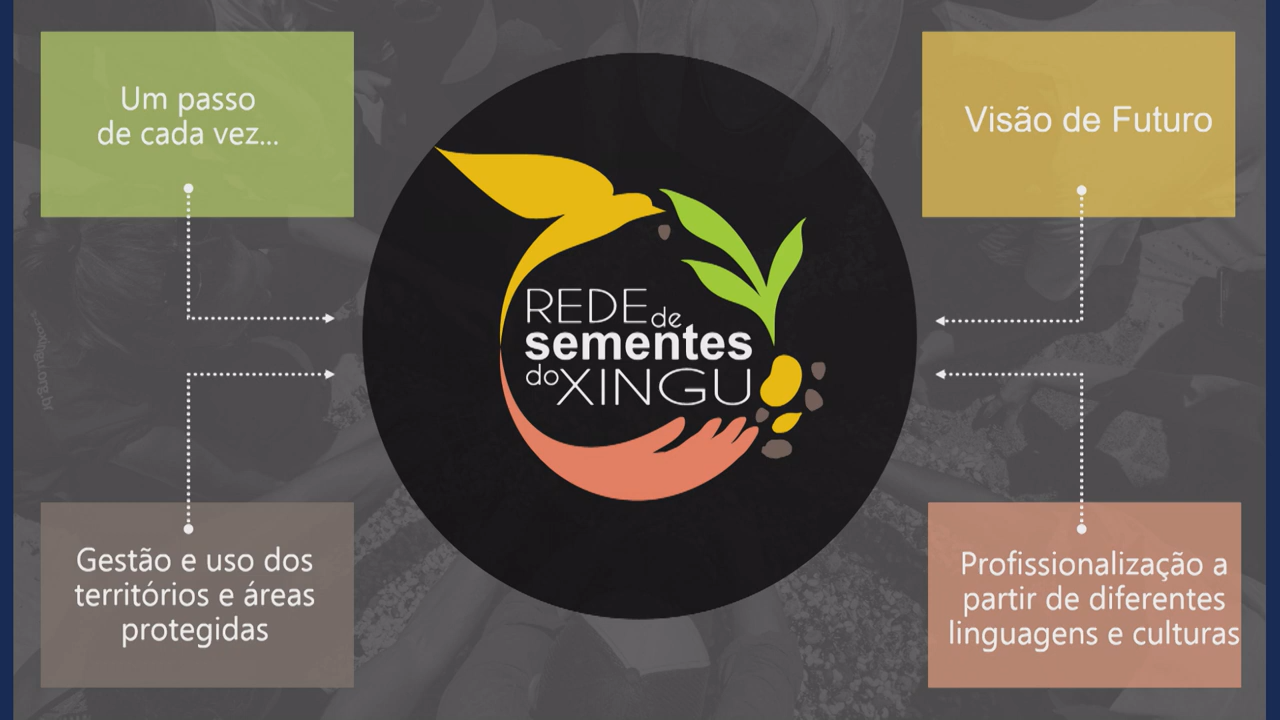 Um passo
de cada vez...
Visão de Futuro
REDE de
sementes
do XINGU
Gestão e uso dos
territórios e áreas
protegidas
Profissionalização a
partir de diferentes
linguagens e culturas